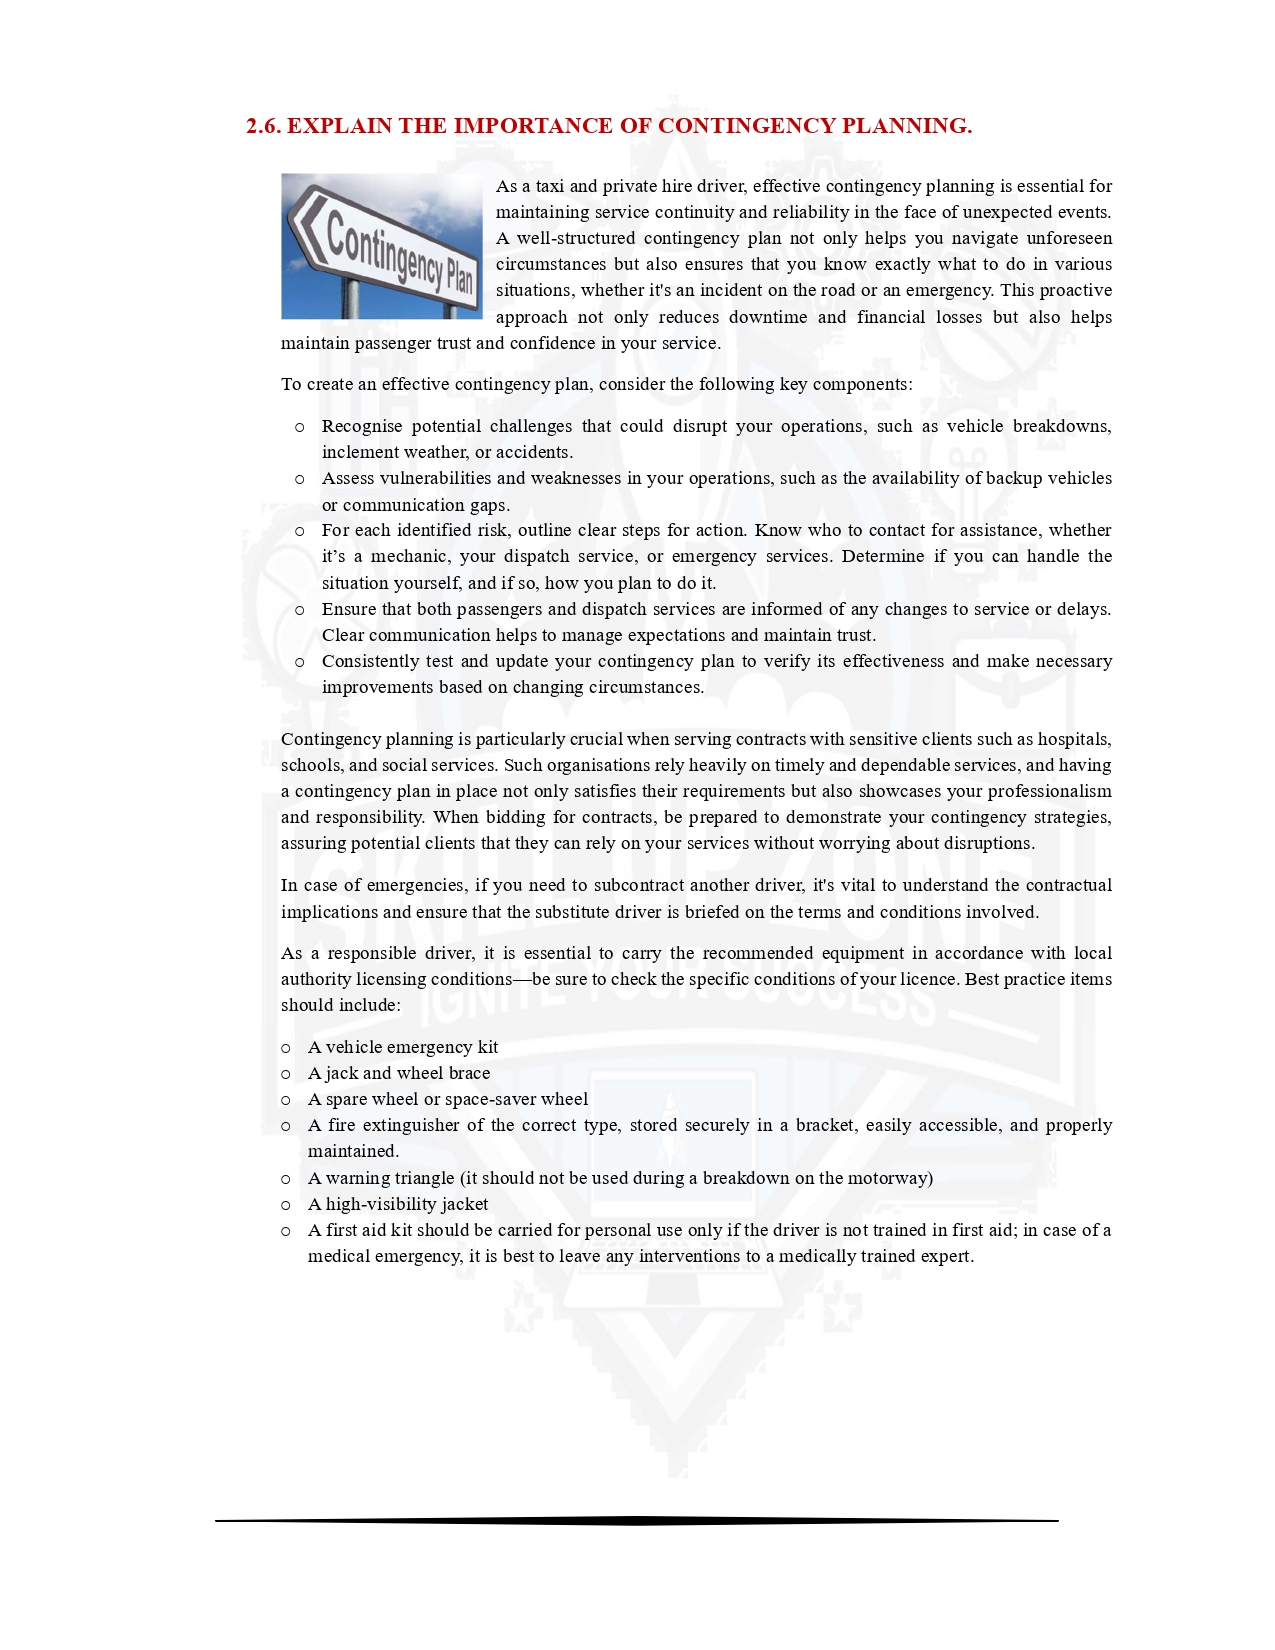 2.6. EXPLAIN THE IMPORTANCE OF CONTINGENCY PLANNING.
Contingency Plan
As a taxi and private hire driver, effective contingency planning is essential for
maintaining service continuity and reliability in the face of unexpected events.
A well-structured contingency plan not only helps you navigate unforeseen
circumstances but also ensures that you know exactly what to do in various
situations, whether it's an incident on the road or an emergency. This proactive
approach not only reduces downtime and financial losses but also helps
maintain passenger trust and confidence in your service.
To create an effective contingency plan, consider the following key components:
o Recognise potential challenges that could disrupt your operations, such as vehicle breakdowns,
inclement weather, or accidents.
o Assess vulnerabilities and weaknesses in your operations, such as the availability of backup vehicles
or communication gaps.
o For each identified risk, outline clear steps for action. Know who to contact for assistance, whether
it’s a mechanic, your dispatch service, or emergency services. Determine if you can handle the
situation yourself, and if so, how you plan to do it.
o Ensure that both passengers and dispatch services are informed of any changes to service or delays.
Clear communication helps to manage expectations and maintain trust.
o Consistently test and update your contingency plan to verify its effectiveness and make necessary
improvements based on changing circumstances.
Contingency planning is particularly crucial when serving contracts with sensitive clients such as hospitals,
schools, and social services. Such organisations rely heavily on timely and dependable services, and having
a contingency plan in place not only satisfies their requirements but also showcases your professionalism
and responsibility. When bidding for contracts, be prepared to demonstrate your contingency strategies,
assuring potential clients that they can rely on your services without worrying about disruptions.
In case of emergencies, if you need to subcontract another driver, it's vital to understand the contractual
implications and ensure that the substitute driver is briefed on the terms and conditions involved.
As a responsible driver, it is essential to carry the recommended equipment in accordance with local
authority licensing conditions—be sure to check the specific conditions of your licence. Best practice items
should include:
o A vehicle emergency kit
o A jack and wheel brace
o A spare wheel or space-saver wheel
o A fire extinguisher of the correct type, stored securely in a bracket, easily accessible, and properly
maintained.
o A warning triangle (it should not be used during a breakdown on the motorway)
o A high-visibility jacket
o A first aid kit should be carried for personal use only if the driver is not trained in first aid; in case of a
medical emergency, it is best to leave any interventions to a medically trained expert.
SKILL UP ZONE
IGNITE YOUR SUCCESS